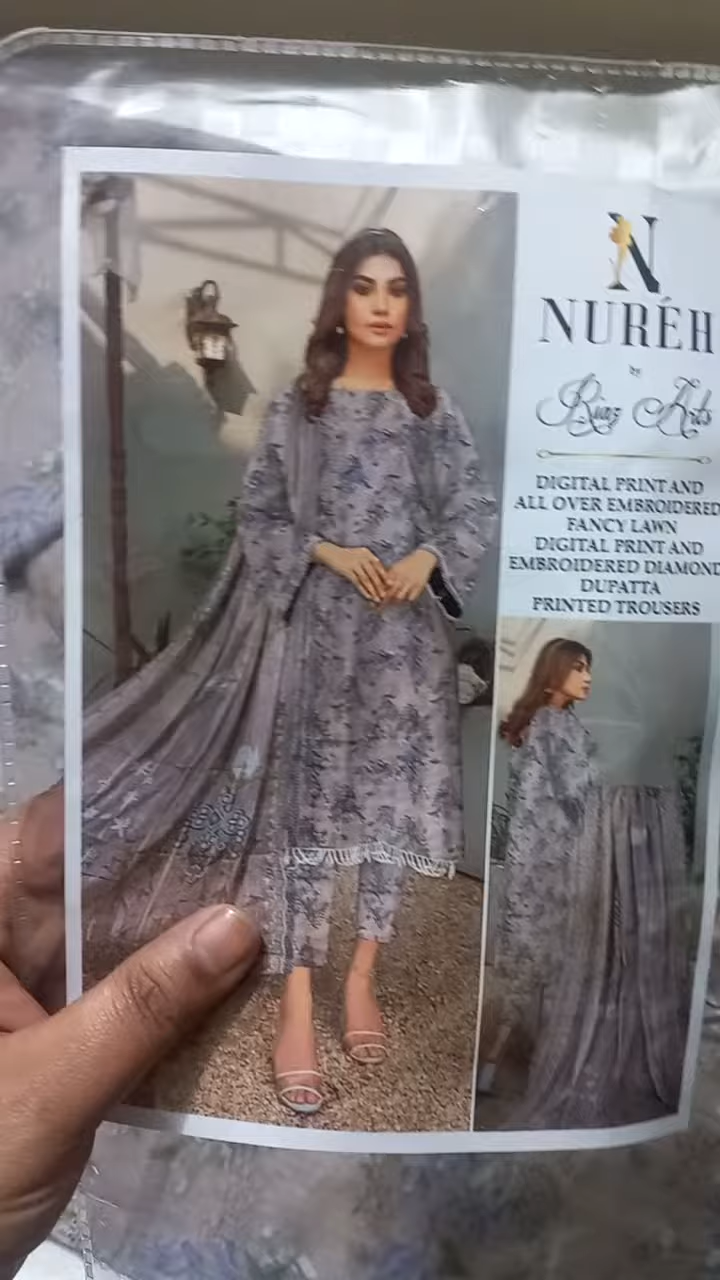 N
NURÉH
BY
Riaz Arts
DIGITAL PRINT AND
ALL OVER EMBROIDERED
FANCY LAWN
DIGITAL PRINT AND
EMBROIDERED DIAMOND
DUPATTA
PRINTED TROUSERS